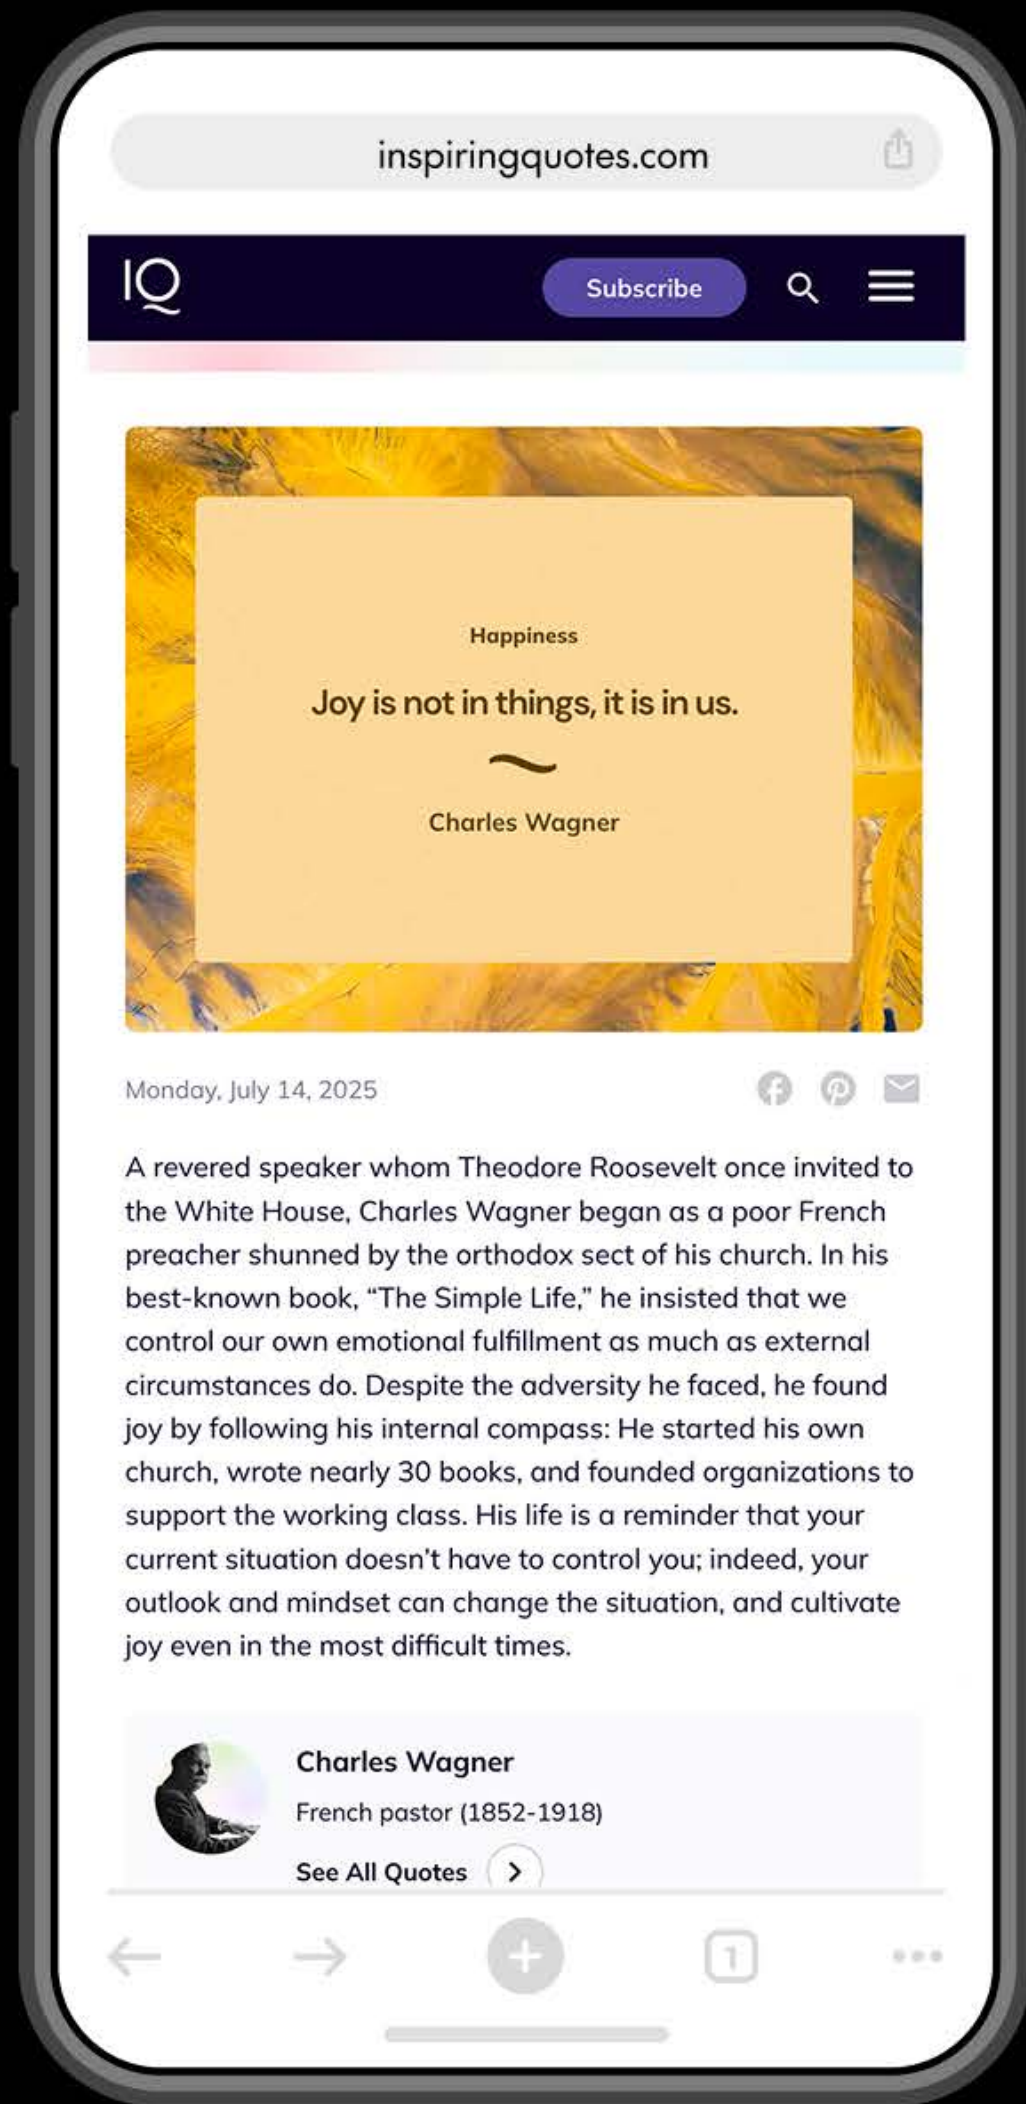 inspiringquotes.com
IQ
Subscribe
Happiness
Joy is not in things, it is in us.
Charles Wagner
Monday, July 14, 2025
A revered speaker whom Theodore Roosevelt once invited to
the White House, Charles Wagner began as a poor French
preacher shunned by the orthodox sect of his church. In his
best-known book, “The Simple Life,” he insisted that we
control our own emotional fulfillment as much as external
circumstances do. Despite the adversity he faced, he found
joy by following his internal compass: He started his own
church, wrote nearly 30 books, and founded organizations to
support the working class. His life is a reminder that your
current situation doesn’t have to control you; indeed, your
outlook and mindset can change the situation, and cultivate
joy even in the most difficult times.
Charles Wagner
French pastor (1852-1918)
See All Quotes
1